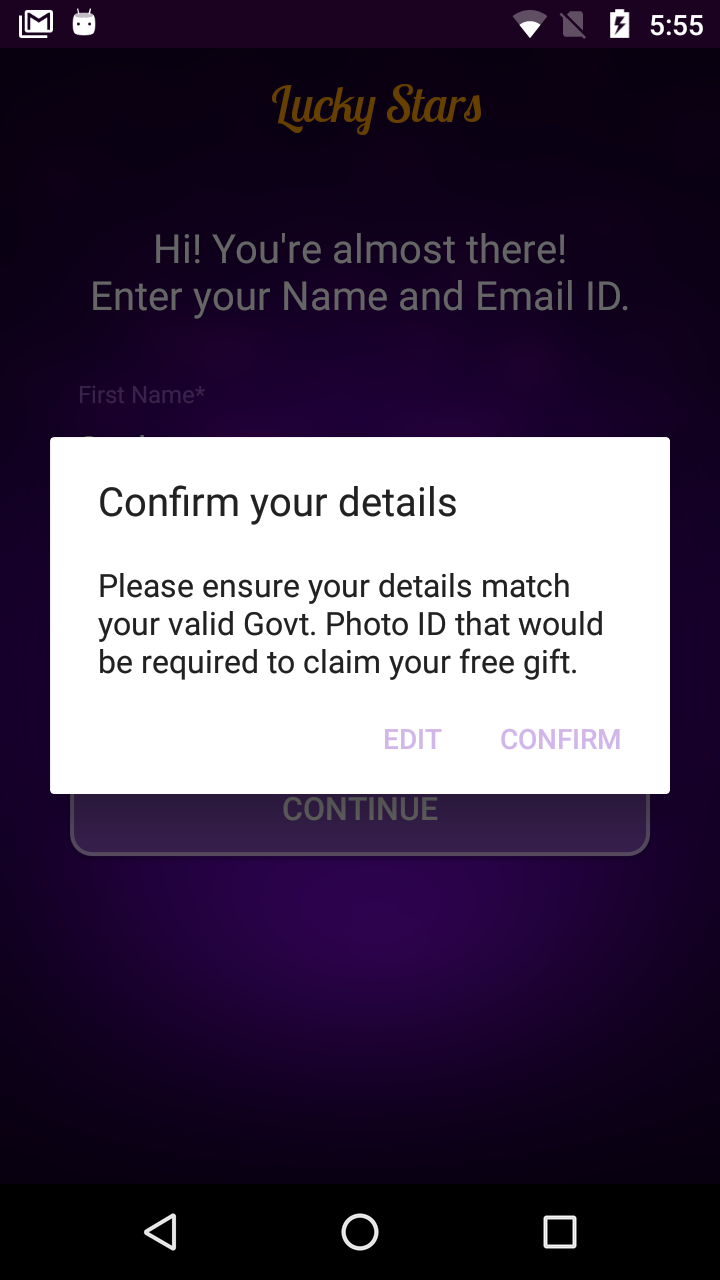 5:55
Lucky Stars
Hi! You're almost there!
Enter your Name and Email ID.
First Name*
Confirm your details
Please ensure your details match
your valid Govt. Photo ID that would
be required to claim your free gift.
EDIT CONFIRM
CONTINUE